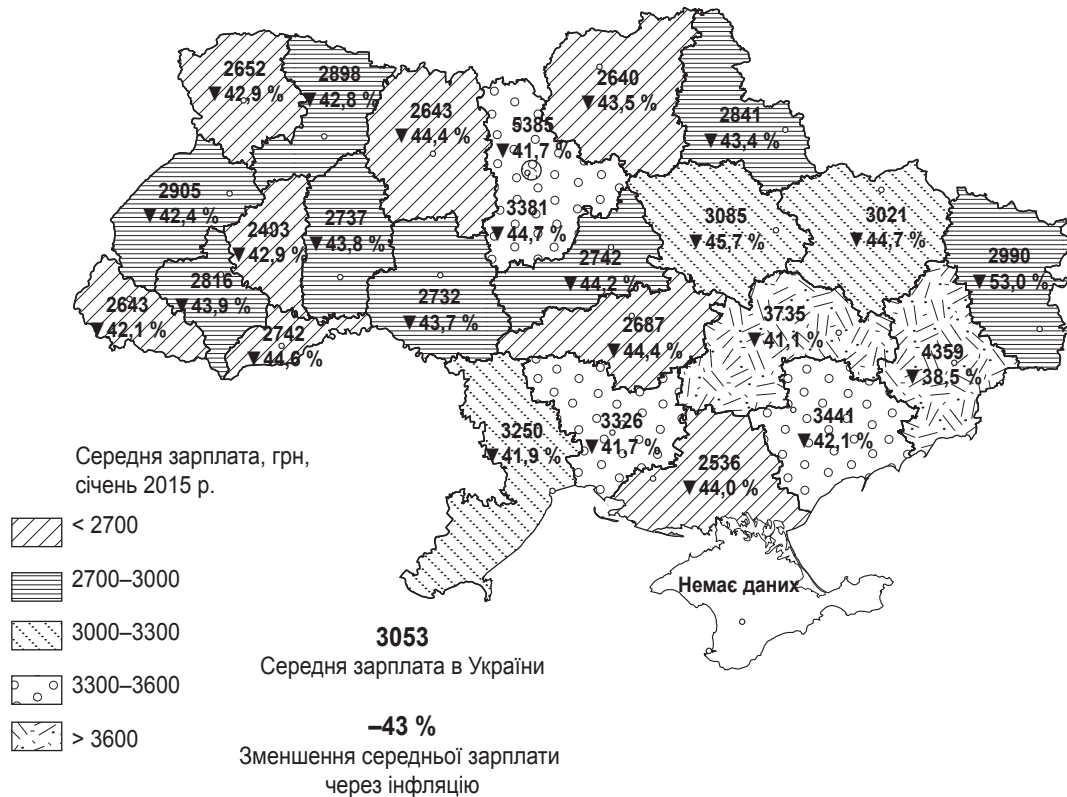 2652
▼ 42,9 %
2898
▼ 42,8 %
2643
▼ 44,4 %
5385
▼ 41,7 %
2640
▼ 43,5 %
2841
▼ 43,4 %
2905
▼ 42,4 %
2403
▼ 42,9 %
2737
▼ 43,8 %
3381
▼ 44,7 %
3085
▼ 45,7 %
3021
▼ 44,7 %
2990
▼ 53,0 %
2643
▼ 42,1 %
2816
▼ 43,9 %
2742
▼ 44,6 %
2732
▼ 43,7 %
2742
▼ 44,2 %
2687
▼ 44,4 %
3735
▼ 41,1 %
4359
▼ 38,5 %
3250
▼ 41,9 %
3326
▼ 41,7 %
2536
▼ 44,0 %
3441
▼ 42,1 %
Немає даних
Середня зарплата, грн,
січень 2015 р.
< 2700
2700–3000
3000–3300
3300–3600
> 3600
3053
Середня зарплата в Україні
–43 %
Зменшення середньої зарплати
через інфляцію